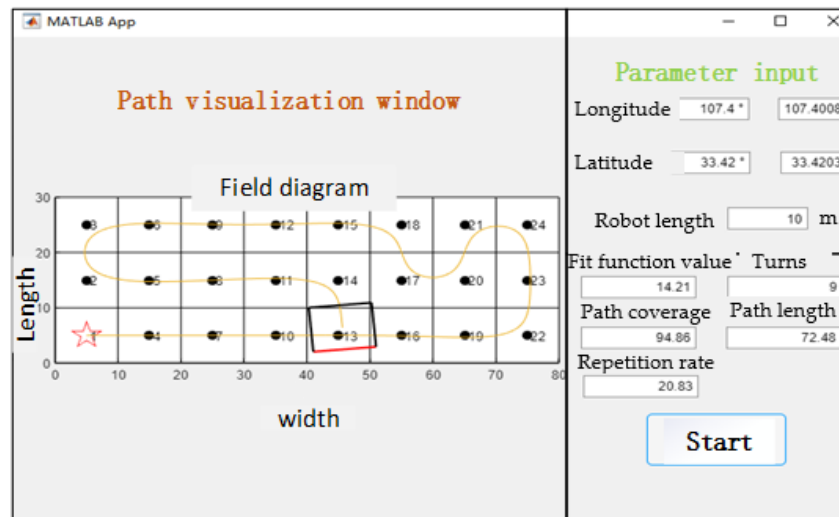 MATLAB App
Path visualization window
Field diagram
Length
30
20
10
0
3 6 9 12 15 18 21 24
2 5 8 11 14 17 20 23
1 4 7 10 13 16 19 22
0 10 20 30 40 50 60 70 80
width
Parameter input
Longitude 107.4 ° 107.4008
Latitude 33.42 ° 33.4203
Robot length 10 m
Fit function value Turns
14.21 9
Path coverage Path length
94.86 72.48
Repetition rate
20.83
Start